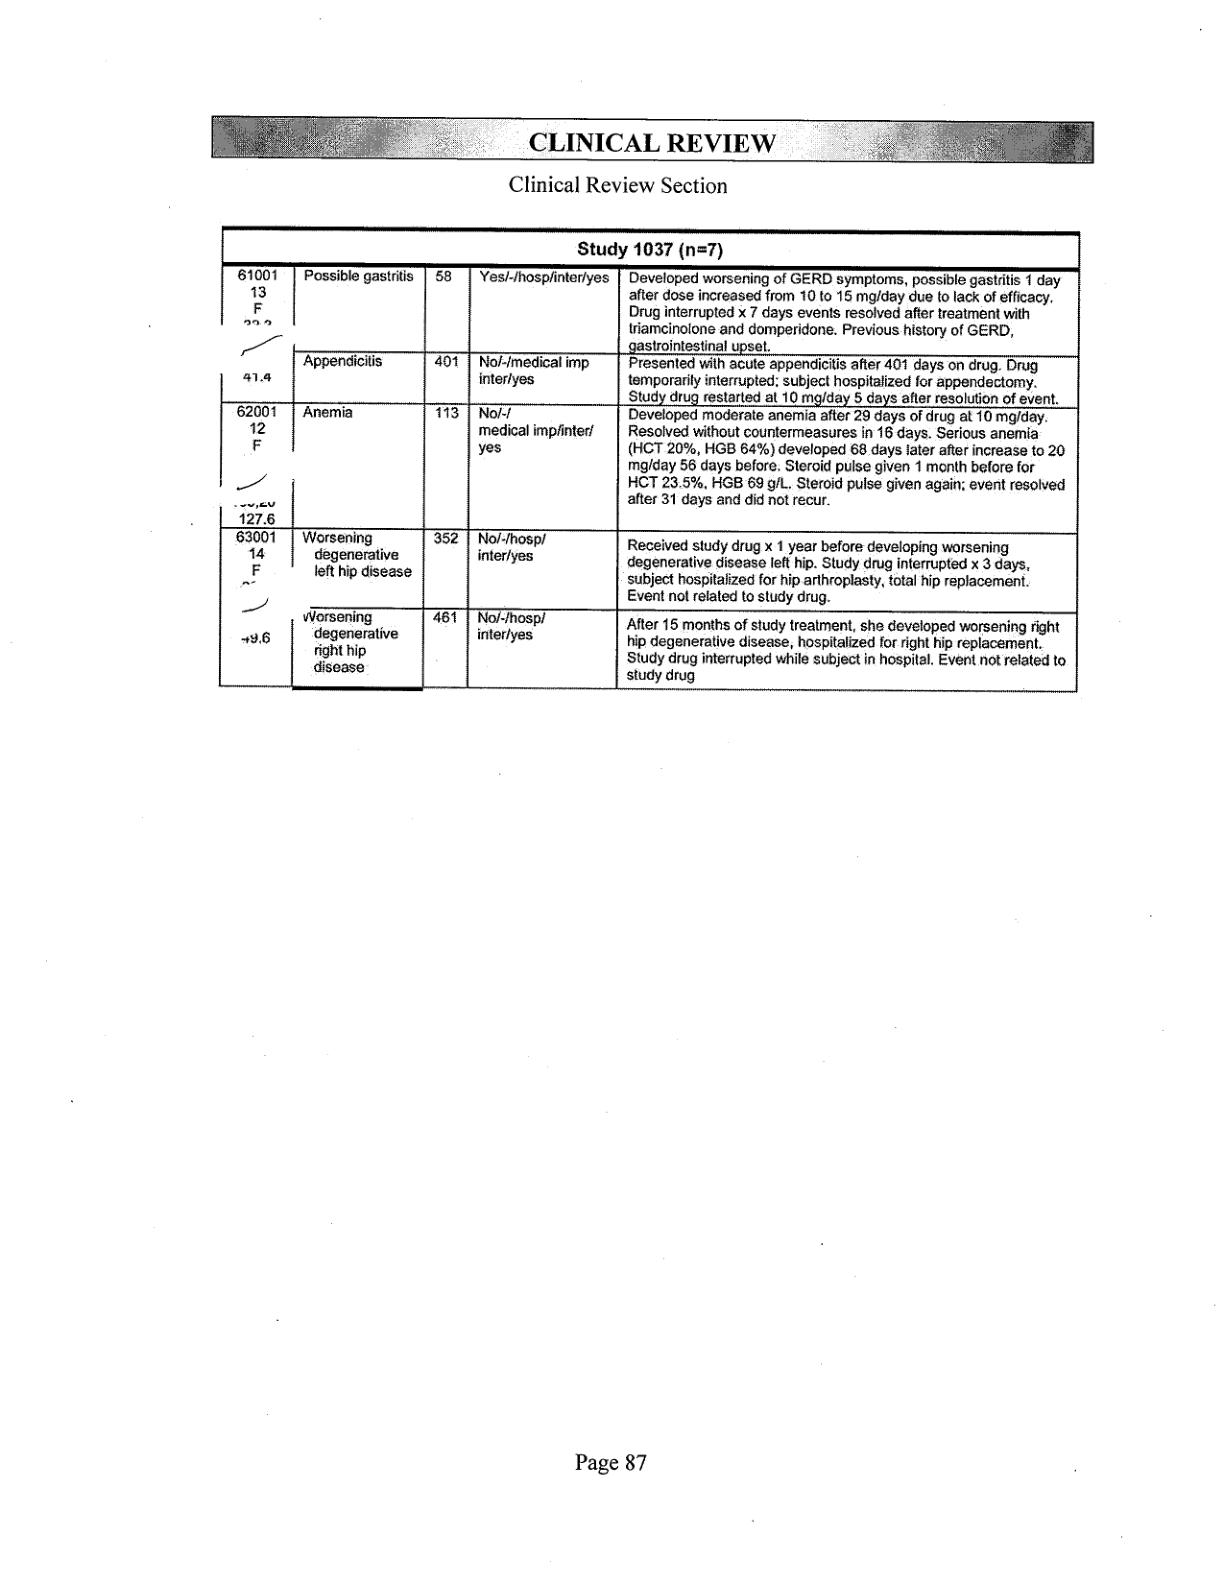 CLINICAL REVIEW
Clinical Review Section
Study 1037 (n=7)
61001
13
F
41.4
Possible gastritis
58
Yes/-/hosp/inter/yes
Developed worsening of GERD symptoms, possible gastritis 1 day
after dose increased from 10 to 15 mg/day due to lack of efficacy.
Drug interrupted x 7 days events resolved after treatment with
triamcinolone and domperidone. Previous history of GERD,
gastrointestinal upset.
Appendicitis
401
No/-/medical imp
inter/yes
Presented with acute appendicitis after 401 days on drug. Drug
temporarily interrupted; subject hospitalized for appendectomy.
Study drug restarted at 10 mg/day 5 days after resolution of event.
62001
12
F
127.6
Anemia
113
No/-/
medical imp/inter/
yes
Developed moderate anemia after 29 days of drug at 10 mg/day.
Resolved without countermeasures in 16 days. Serious anemia
(HCT 20%, HGB 64%) developed 68 days later after increase to 20
mg/day 56 days before. Steroid pulse given 1 month before for
HCT 23.5%, HGB 69 g/L. Steroid pulse given again; event resolved
after 31 days and did not recur.
63001
14
F
Worsening
degenerative
left hip disease
352
No/-/hosp/
inter/yes
Received study drug x 1 year before developing worsening
degenerative disease left hip. Study drug interrupted x 3 days,
subject hospitalized for hip arthroplasty, total hip replacement.
Event not related to study drug.
Worsening
degenerative
right hip
disease
461
No/-/hosp/
inter/yes
After 15 months of study treatment, she developed worsening right
hip degenerative disease, hospitalized for right hip replacement.
Study drug interrupted while subject in hospital. Event not related to
study drug
Page 87